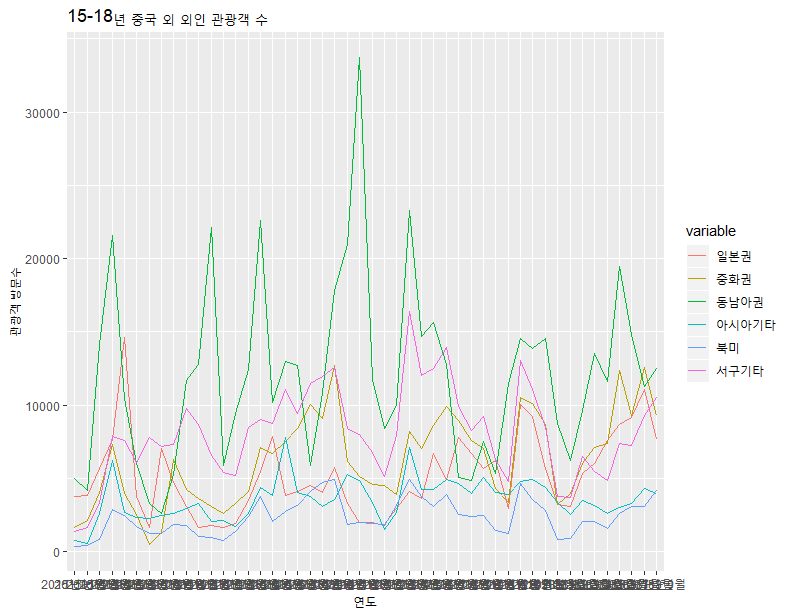 15-18년 중국 외 외인 관광객 수
관광객 방문수
30000
20000
10000
0
연도
variable
일본권
중화권
동남아권
아시아기타
북미
서구기타